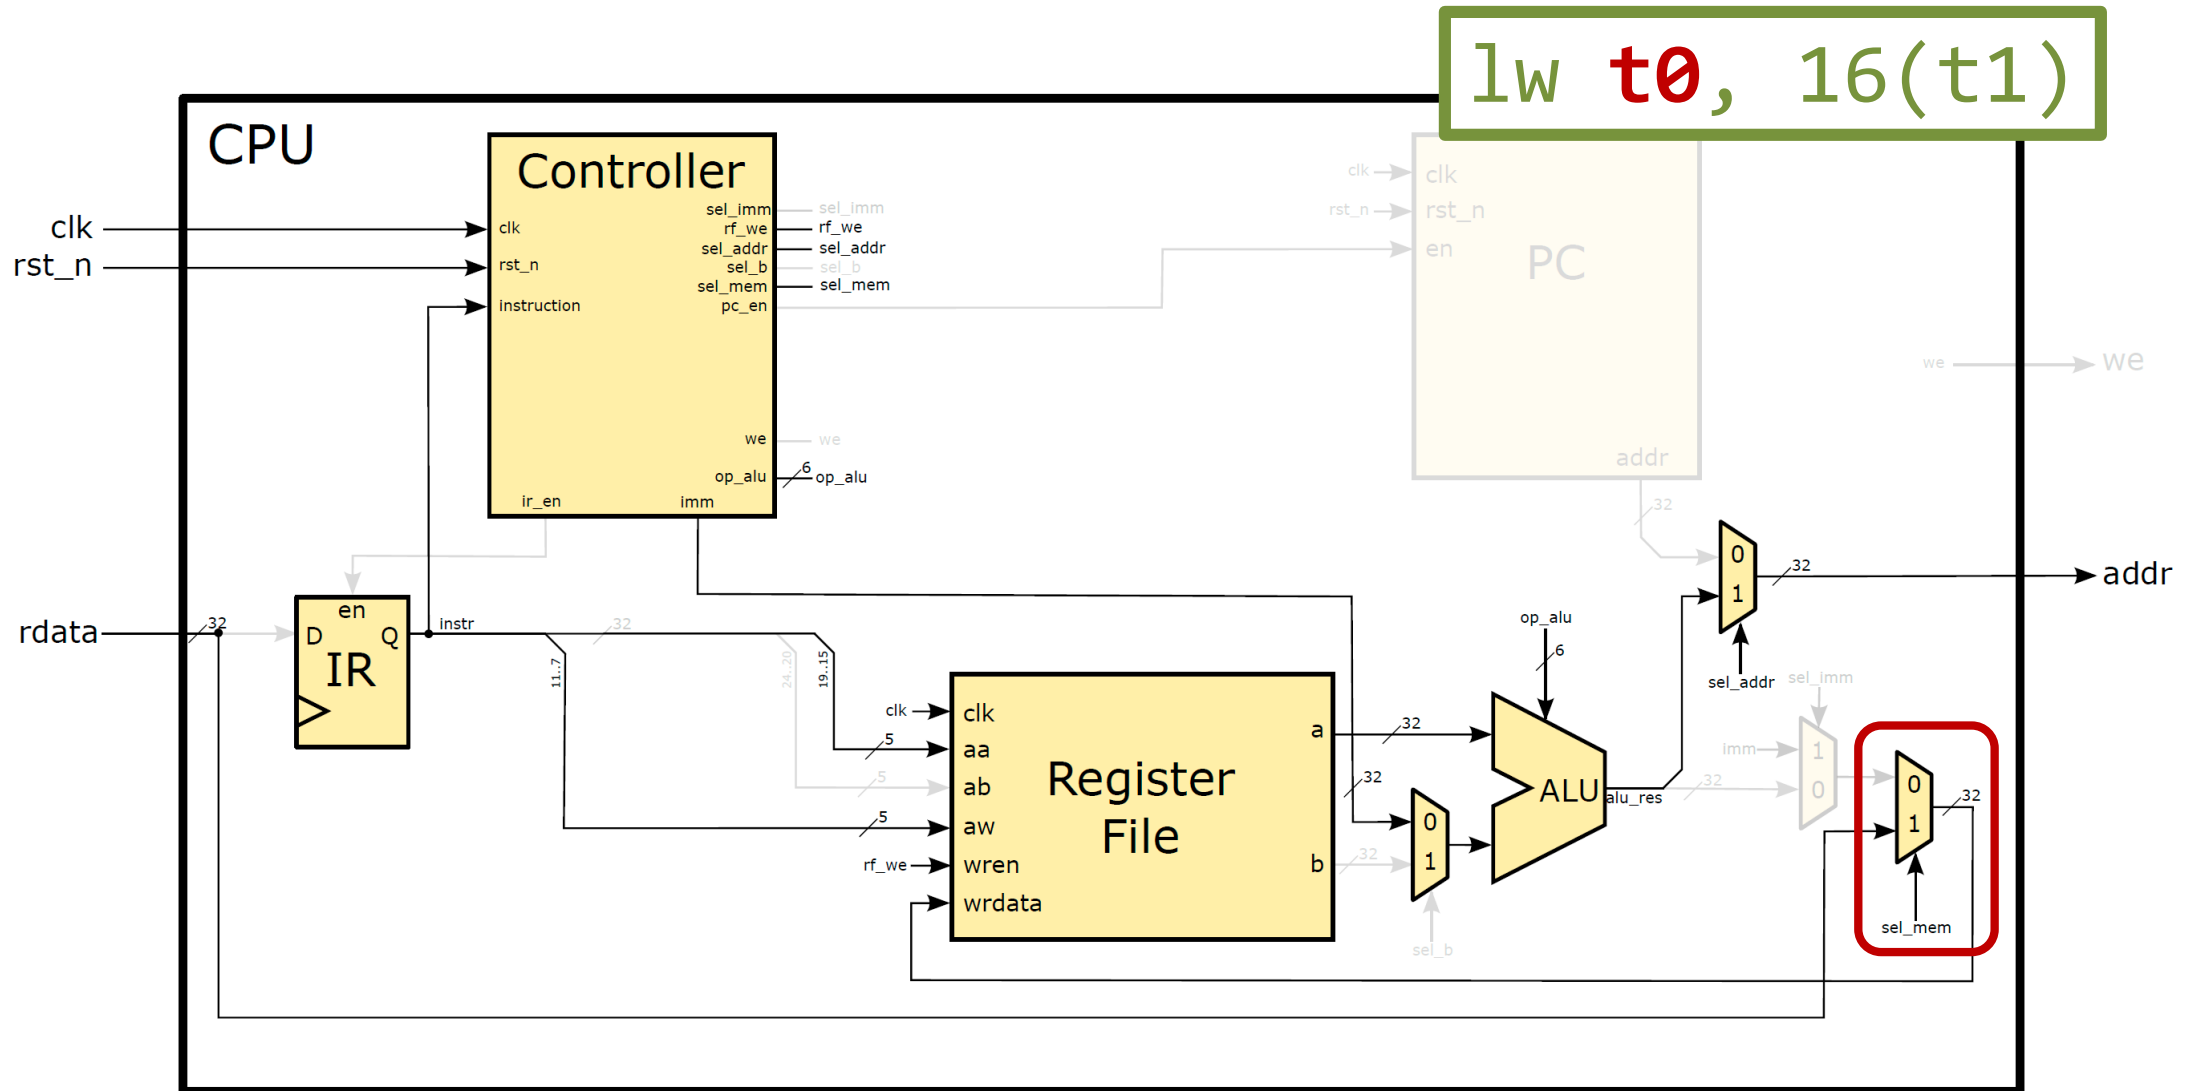 lw t0, 16(t1)
CPU
Controller
clk
rst_n
clk
rst_n
instruction
sel_imm
rf_we
sel_addr
sel_b
sel_mem
pc_en
we
op_alu
ir_en
imm
sel_imm
rf_we
sel_addr
sel_b
sel_mem
we
6
op_alu
clk
rst_n
clk
rst_n
en
PC
addr
32
we
we
0
1
32
addr
sel_addr
rdata
32
en
D
Q
IR
instr
32
11..7
24..20
19..15
clk
5
5
5
rf_we
clk
aa
ab
aw
wren
wrdata
Register
File
a
b
32
32
32
0
1
sel_b
op_alu
6
ALU
alu_res
32
sel_imm
imm
1
0
0
1
32
sel_mem